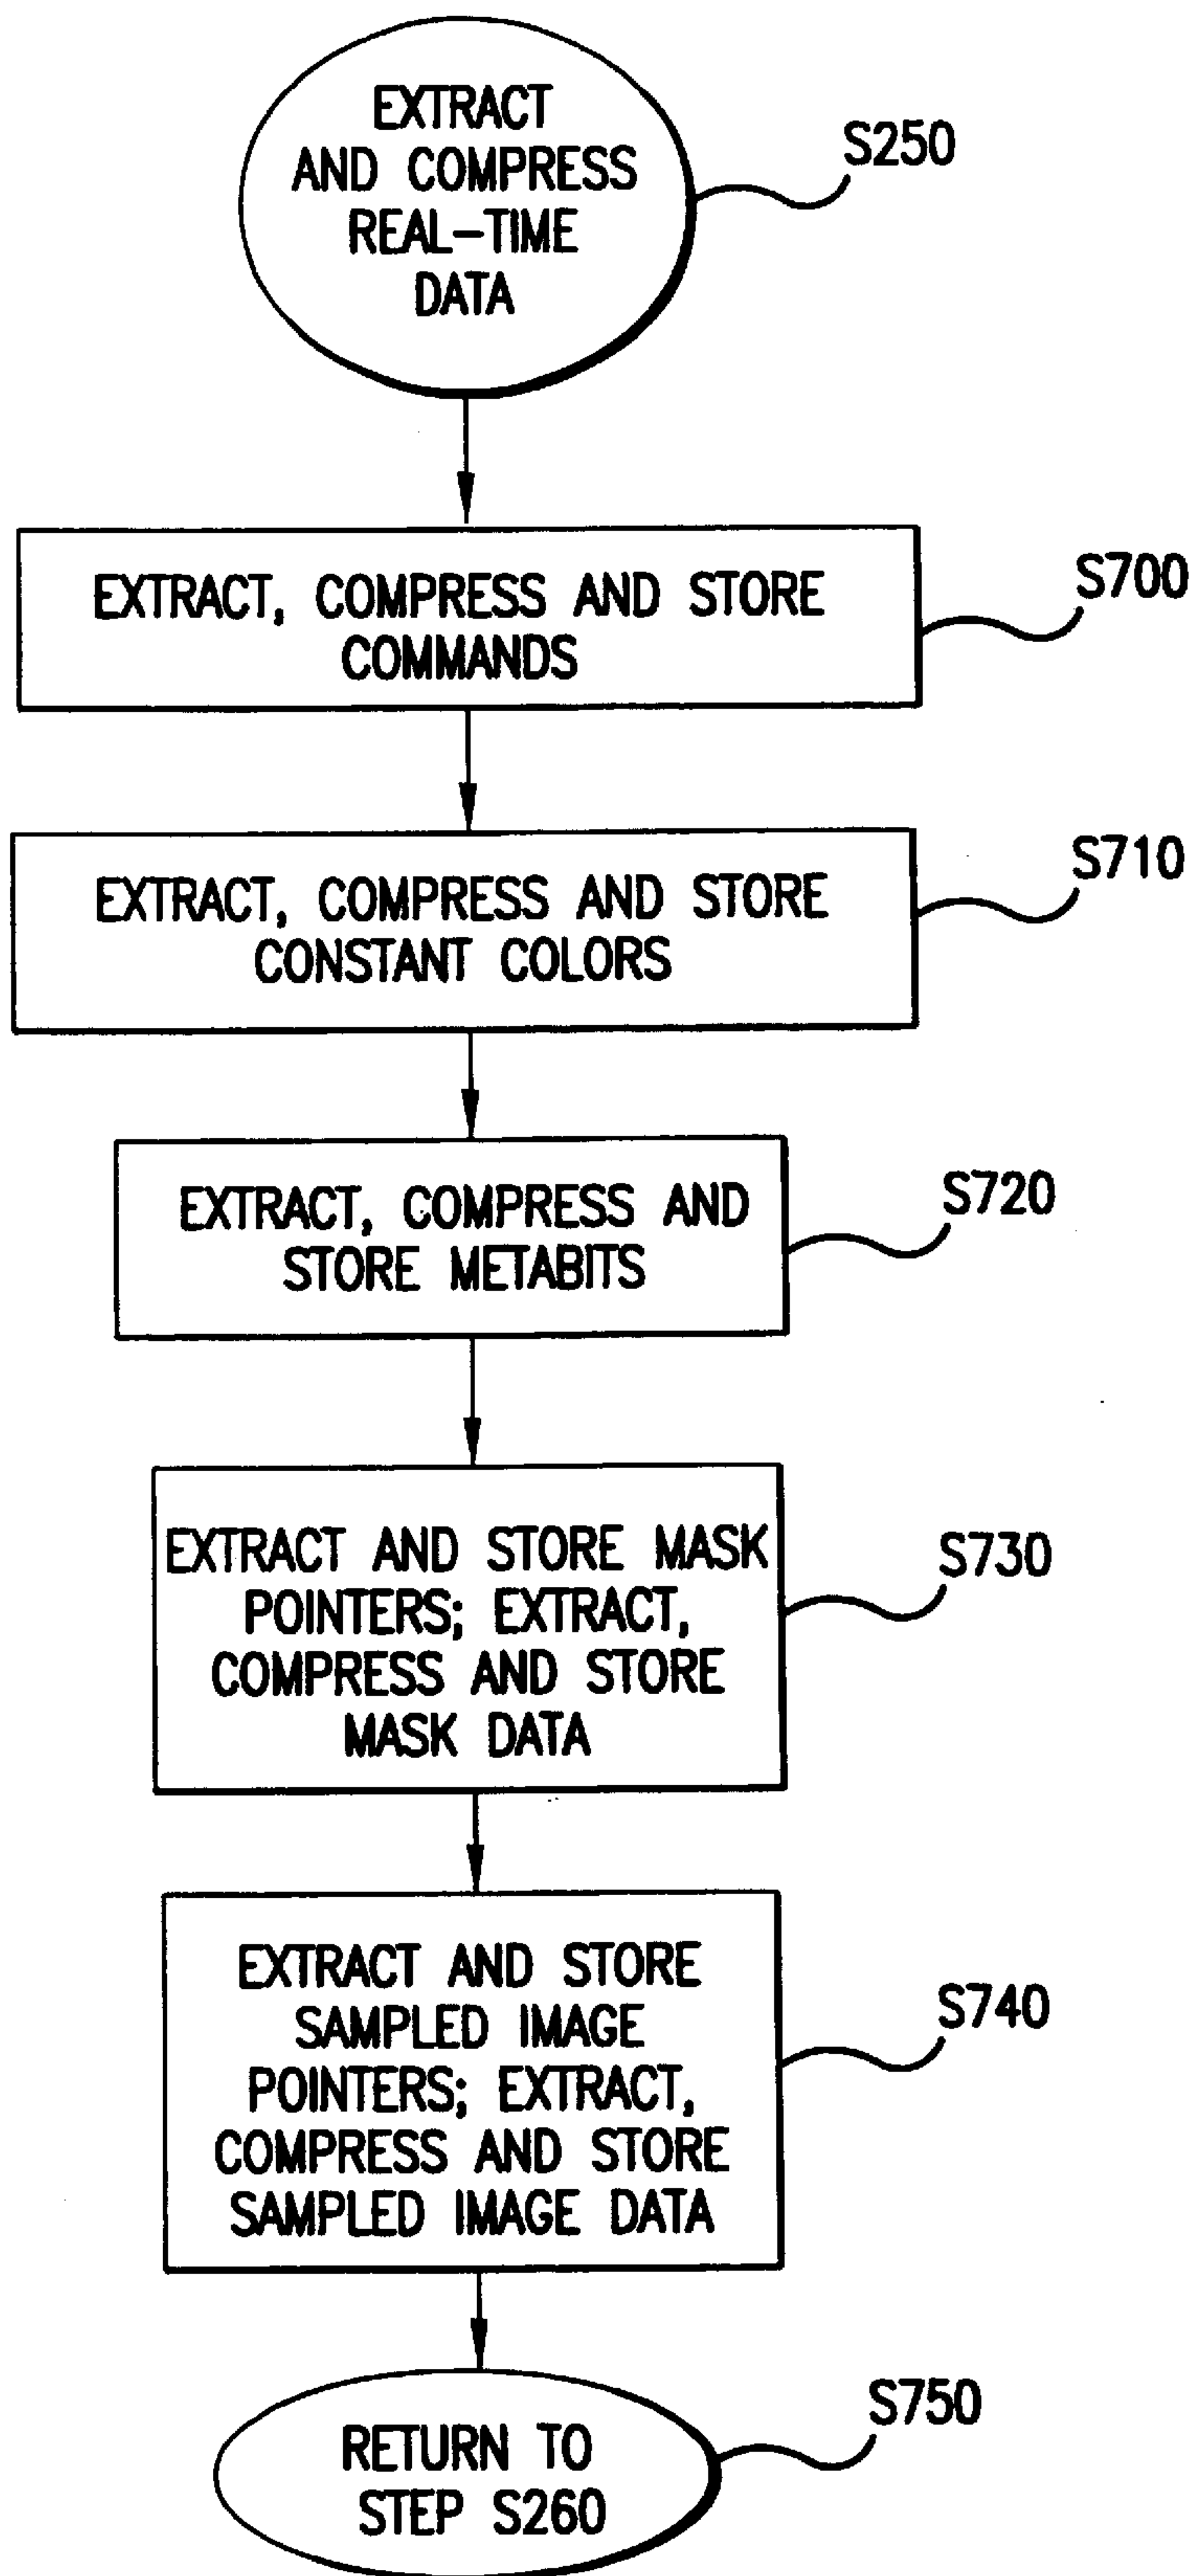 EXTRACT
AND COMPRESS
REAL-TIME
DATA
S250
EXTRACT, COMPRESS AND STORE
COMMANDS
S700
EXTRACT, COMPRESS AND STORE
CONSTANT COLORS
S710
EXTRACT, COMPRESS AND
STORE METABITS
S720
EXTRACT AND STORE MASK
POINTERS; EXTRACT,
COMPRESS AND STORE
MASK DATA
S730
EXTRACT AND STORE
SAMPLED IMAGE
POINTERS; EXTRACT,
COMPRESS AND STORE
SAMPLED IMAGE DATA
S740
RETURN TO
STEP S260
S750